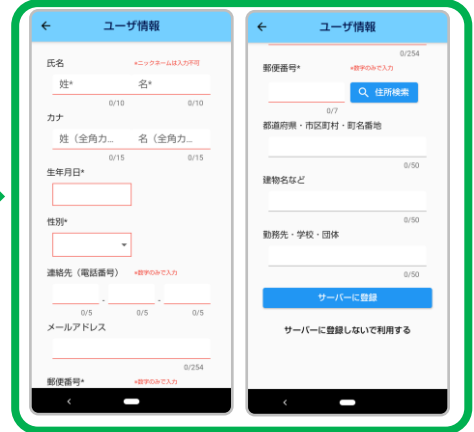 ← ユーザ情報
氏名 *ニックネームは入力不可
姓* 名*
0/10 0/10
カナ
姓（全角カ... 名（全角カ...
0/15 0/15
生年月日*
性別*
連絡先（電話番号） *数字のみで入力
- -
0/5 0/5 0/5
メールアドレス
0/254
郵便番号* *数字のみで入力
← ユーザ情報
0/254
郵便番号* *数字のみで入力
住所検索
0/7
都道府県・市区町村・町名番地
0/50
建物名など
0/50
勤務先・学校・団体
0/50
サーバーに登録
サーバーに登録しないで利用する